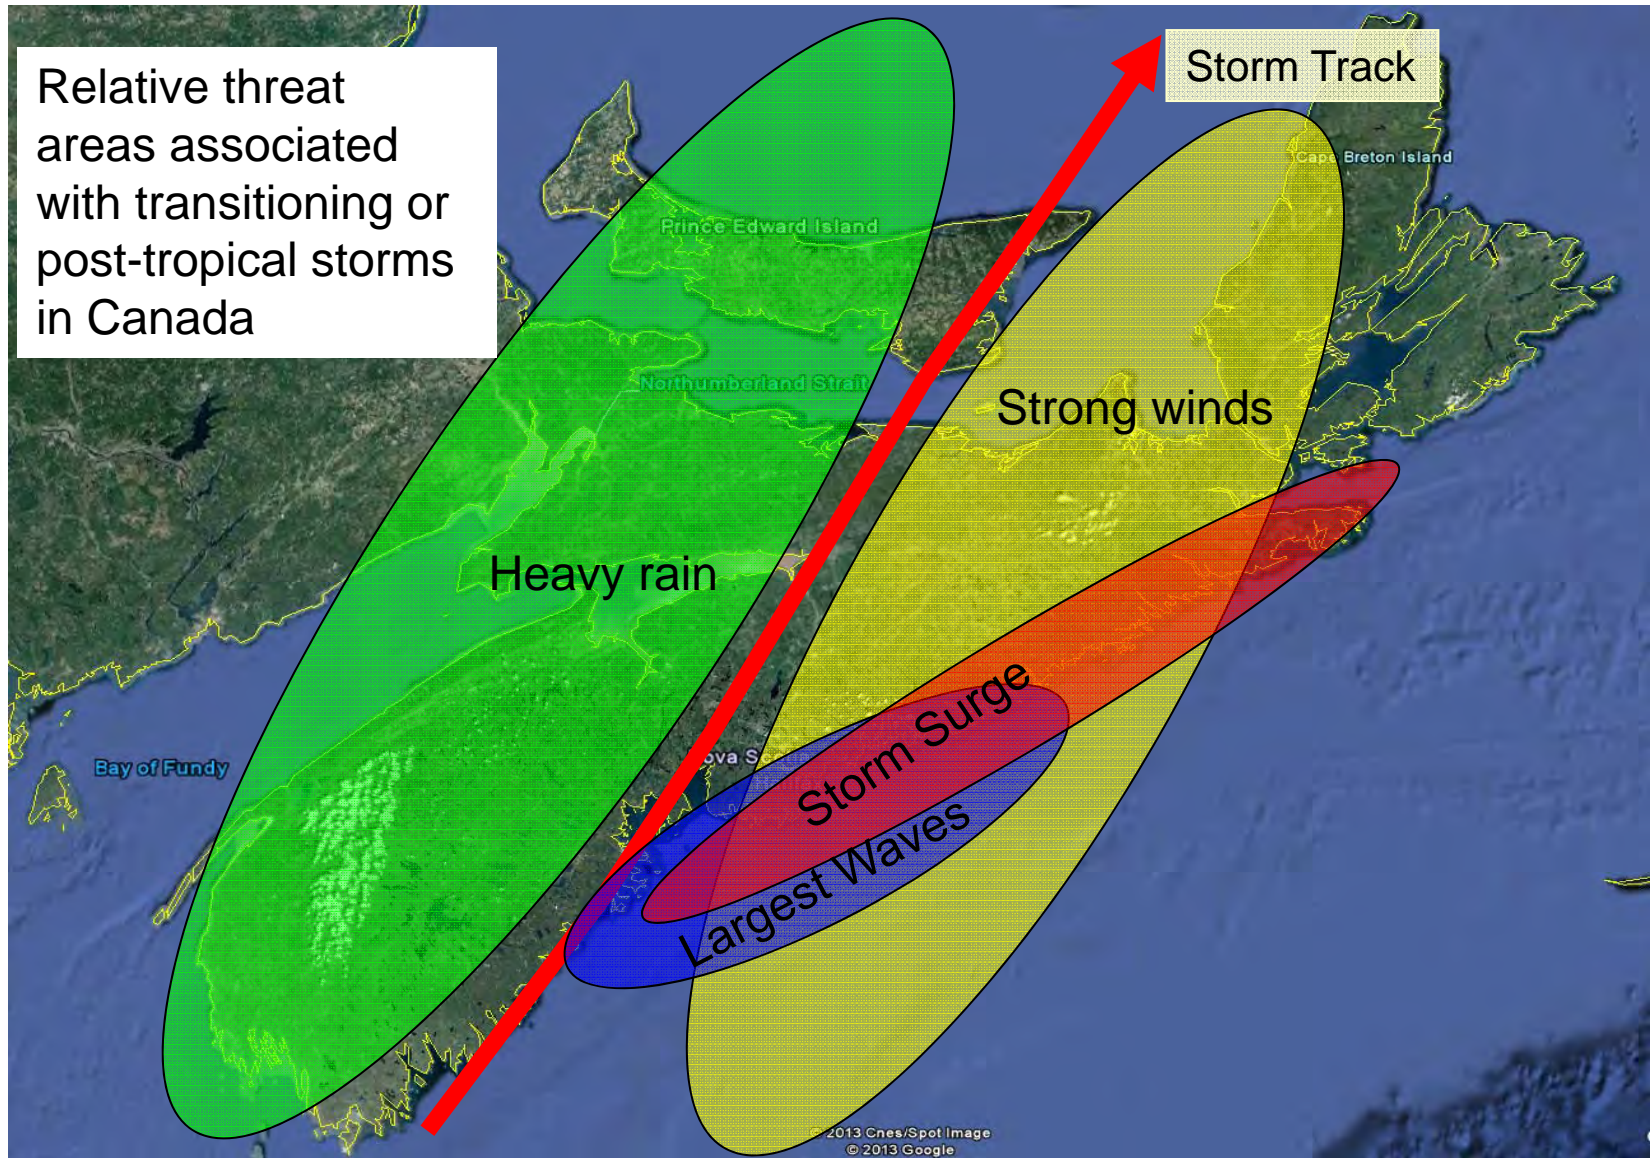 Relative threat
areas associated
with transitioning or
post-tropical storms
in Canada
Storm Track
Cape Breton Island
Prince Edward Island
Northumberland Strait
Strong winds
Heavy rain
Bay of Fundy
Storm Surge
Largest Waves
2013 Cnes/Spot Image
© 2013 Google